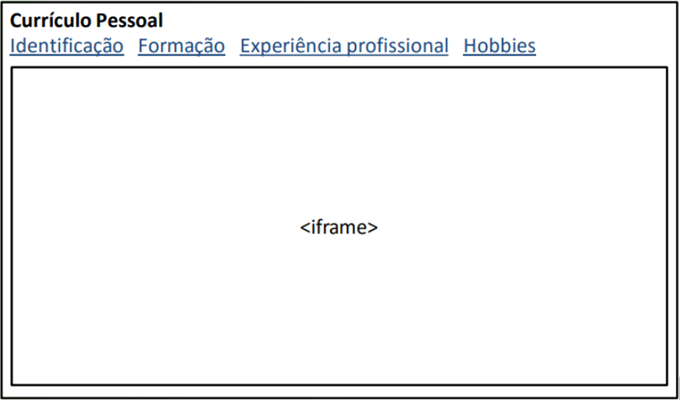 Currículo Pessoal
Identificação Formação Experiência profissional Hobbies
<iframe>